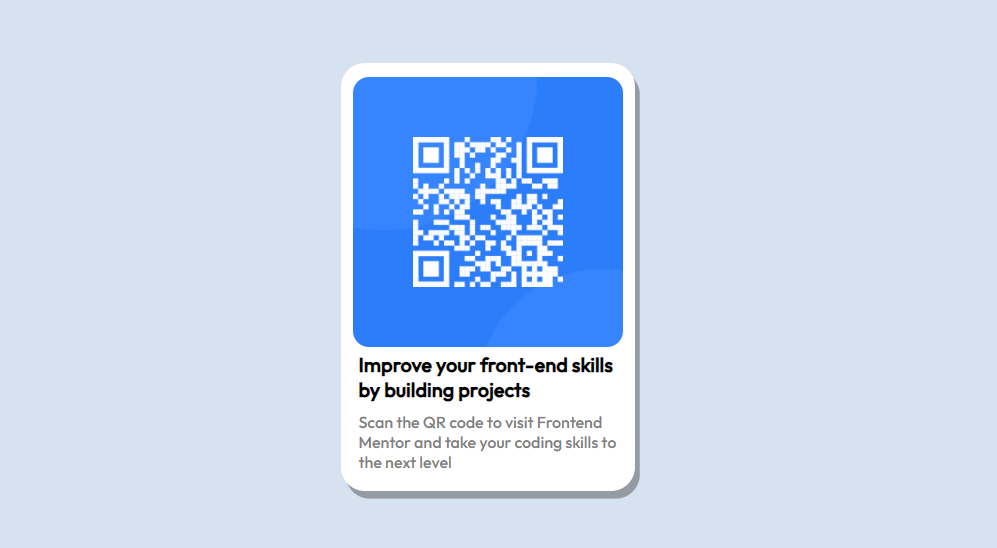 Improve your front-end skills
by building projects
Scan the QR code to visit Frontend
Mentor and take your coding skills to
the next level